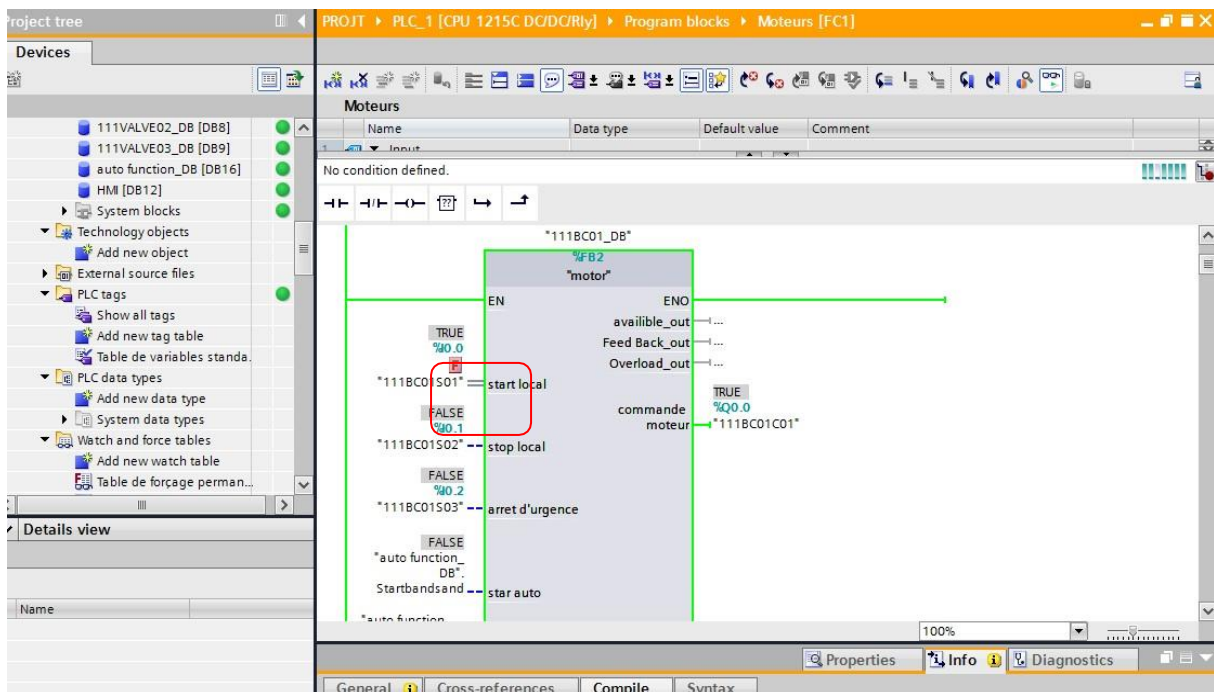 Project tree
PROJT ▸ PLC_1 [CPU 1215C DC/DC/Rly] ▸ Program blocks ▸ Moteurs [FC1]
Devices
111VALVE02_DB [DB8]
111VALVE03_DB [DB9]
auto function_DB [DB16]
HMI [DB12]
System blocks
Technology objects
Add new object
External source files
PLC tags
Show all tags
Add new tag table
Table de variables standa.
PLC data types
Add new data type
System data types
Watch and force tables
Add new watch table
Table de forçage perman...
Details view
Name
Moteurs
Name Data type Default value Comment
1 Input
No condition defined.
??
"111BC01_DB"
%FB2
"motor"
EN ENO
availible_out ...
Feed Back_out ...
Overload_out ...
TRUE
%I0.0
F
"111BC01S01" start local
TRUE
%Q0.0
commande
moteur "111BC01C01"
FALSE
%I0.1
"111BC01S02" stop local
FALSE
%I0.2
"111BC01S03" arret d'urgence
FALSE
"auto function_
DB".
Startbandsand star auto
"auto function
100%
Properties Info Diagnostics
General Cross-references Compile Syntax